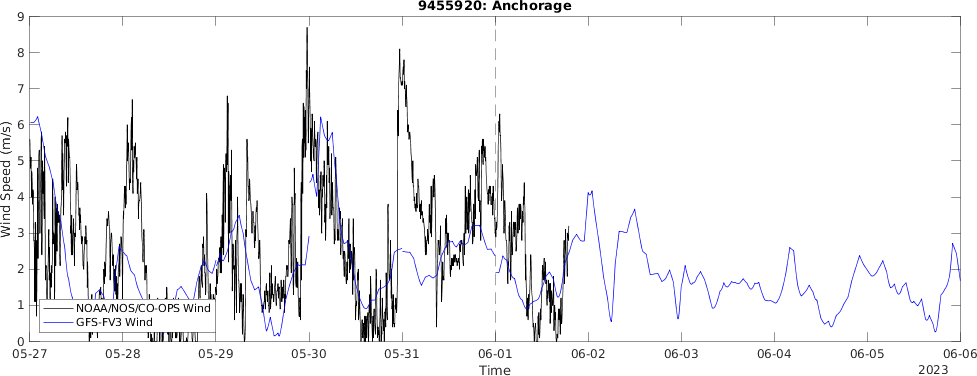 9455920: Anchorage
9
8
7
6
5
4
3
2
1
0
Wind Speed (m/s)
NOAA/NOS/CO-OPS Wind
GFS-FV3 Wind
05-27 05-28 05-29 05-30 05-31 06-01 06-02 06-03 06-04 06-05 06-06
Time
2023